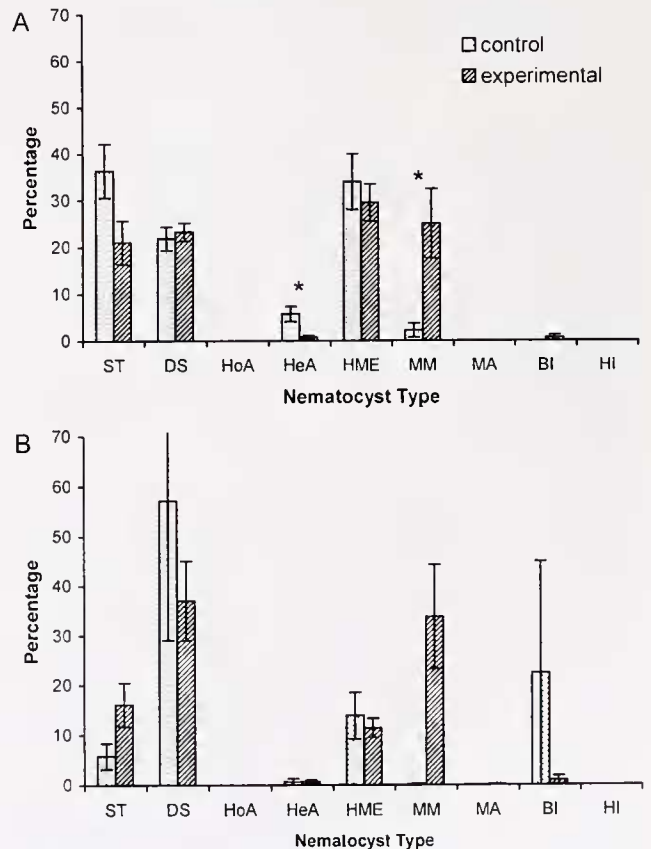 A
control
experimental
Percentage
70
60
50
40
30
20
10
0
*
*
ST DS HoA HeA HME MM MA BI HI
Nematocyst Type
B
Percentage
70
60
50
40
30
20
10
0
ST DS HoA HeA HME MM MA BI HI
Nematocyst Type